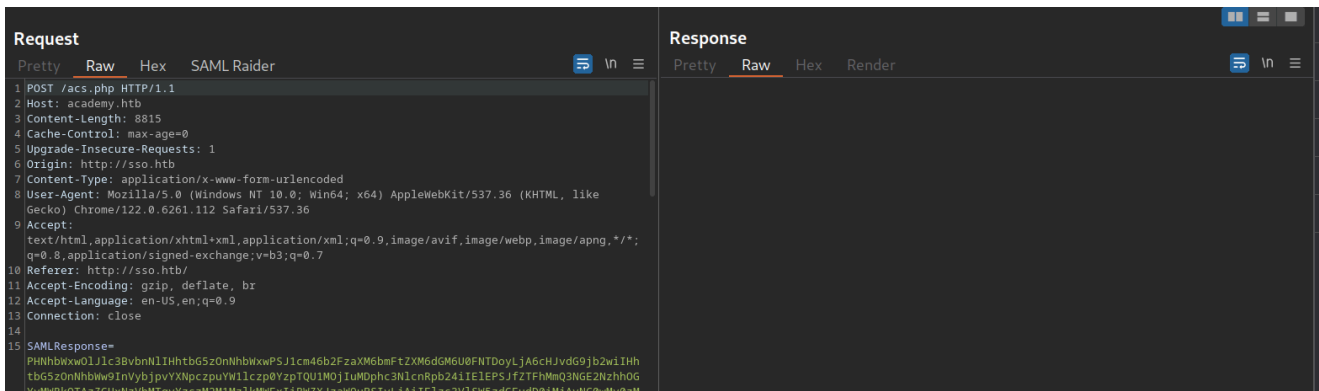 Request
Pretty Raw Hex SAML Raider \n
1 POST /acs.php HTTP/1.1
2 Host: academy.htb
3 Content-Length: 8815
4 Cache-Control: max-age=0
5 Upgrade-Insecure-Requests: 1
6 Origin: http://sso.htb
7 Content-Type: application/x-www-form-urlencoded
8 User-Agent: Mozilla/5.0 (Windows NT 10.0; Win64; x64) AppleWebKit/537.36 (KHTML, like
Gecko) Chrome/122.0.6261.112 Safari/537.36
9 Accept:
text/html,application/xhtml+xml,application/xml;q=0.9,image/avif,image/webp,image/apng,*/*;
q=0.8,application/signed-exchange;v=b3;q=0.7
10 Referer: http://sso.htb/
11 Accept-Encoding: gzip, deflate, br
12 Accept-Language: en-US,en;q=0.9
13 Connection: close
14
15 SAMLResponse=
Response
Pretty Raw Hex Render \n